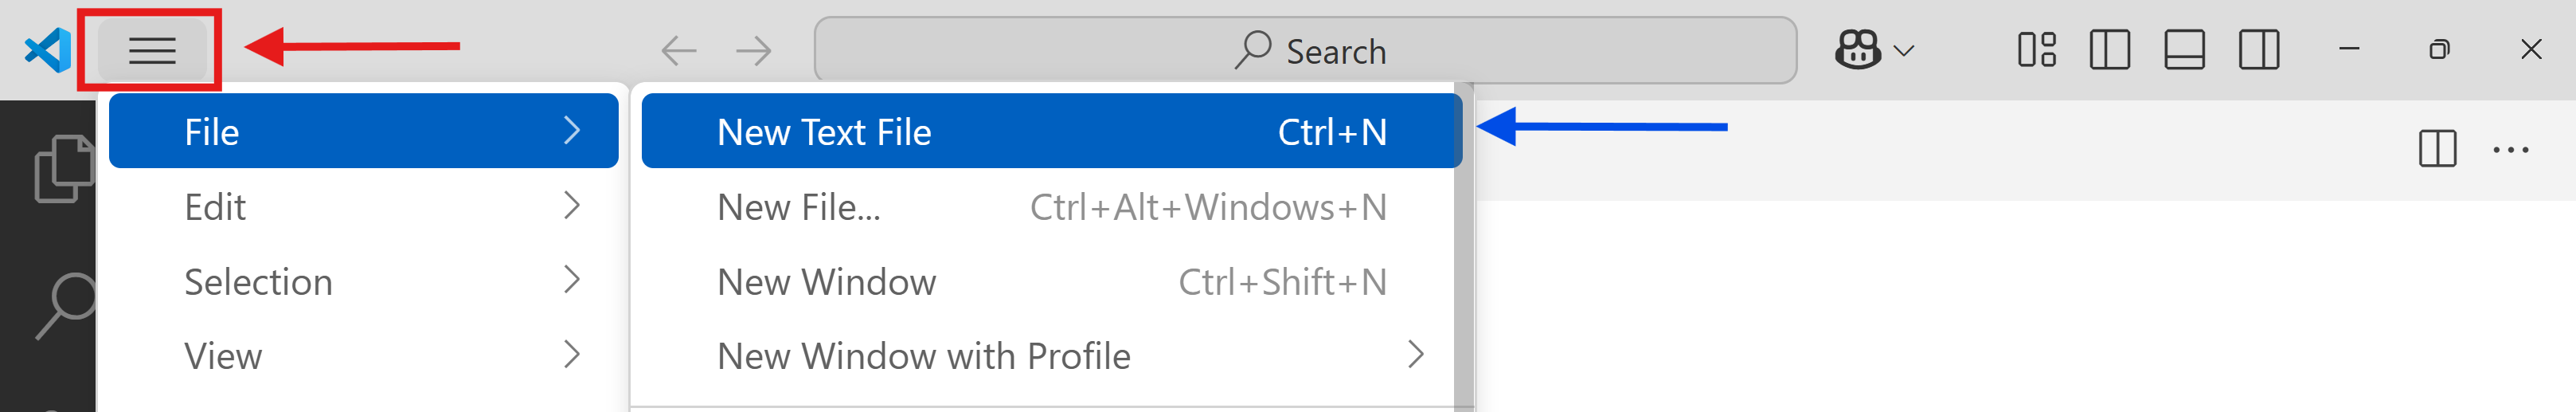 Search
File
New Text File Ctrl+N
Edit
New File... Ctrl+Alt+Windows+N
Selection
New Window Ctrl+Shift+N
View
New Window with Profile